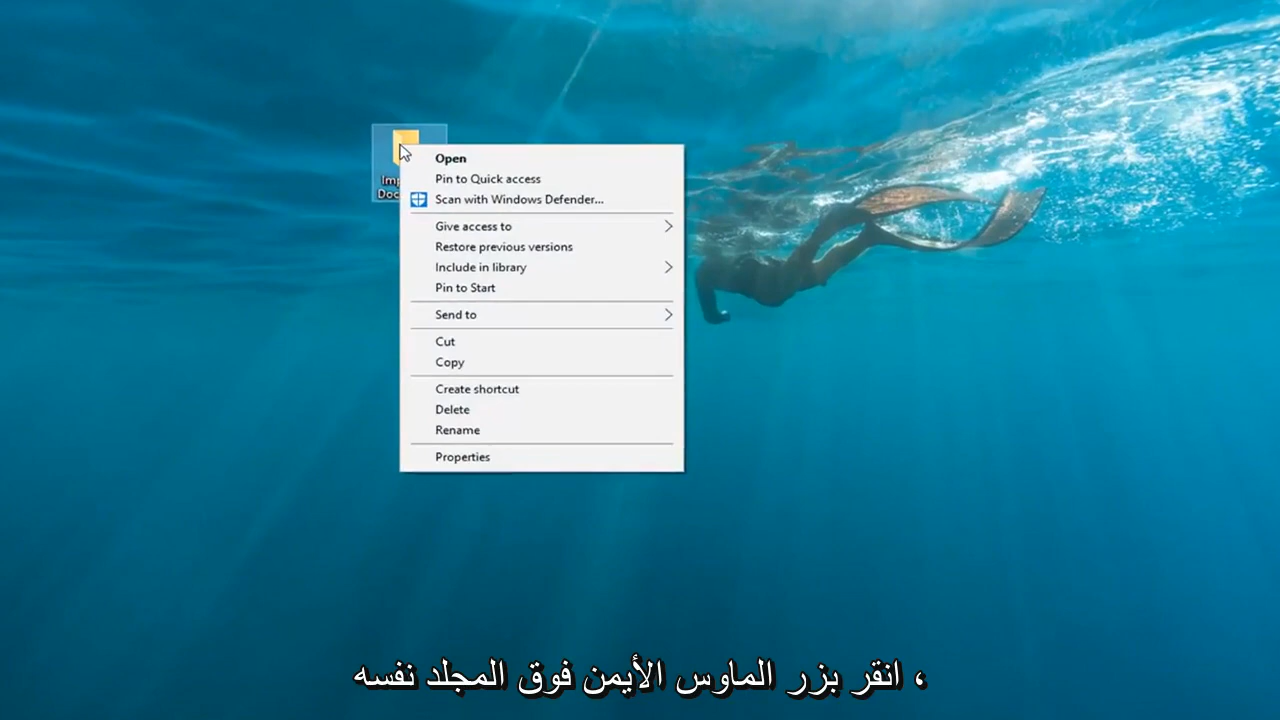 Open
Pin to Quick access
Scan with Windows Defender...
Give access to
Restore previous versions
Include in library
Pin to Start
Send to
Cut
Copy
Create shortcut
Delete
Rename
Properties
، انقر بزر الماوس الأيمن فوق المجلد نفسه